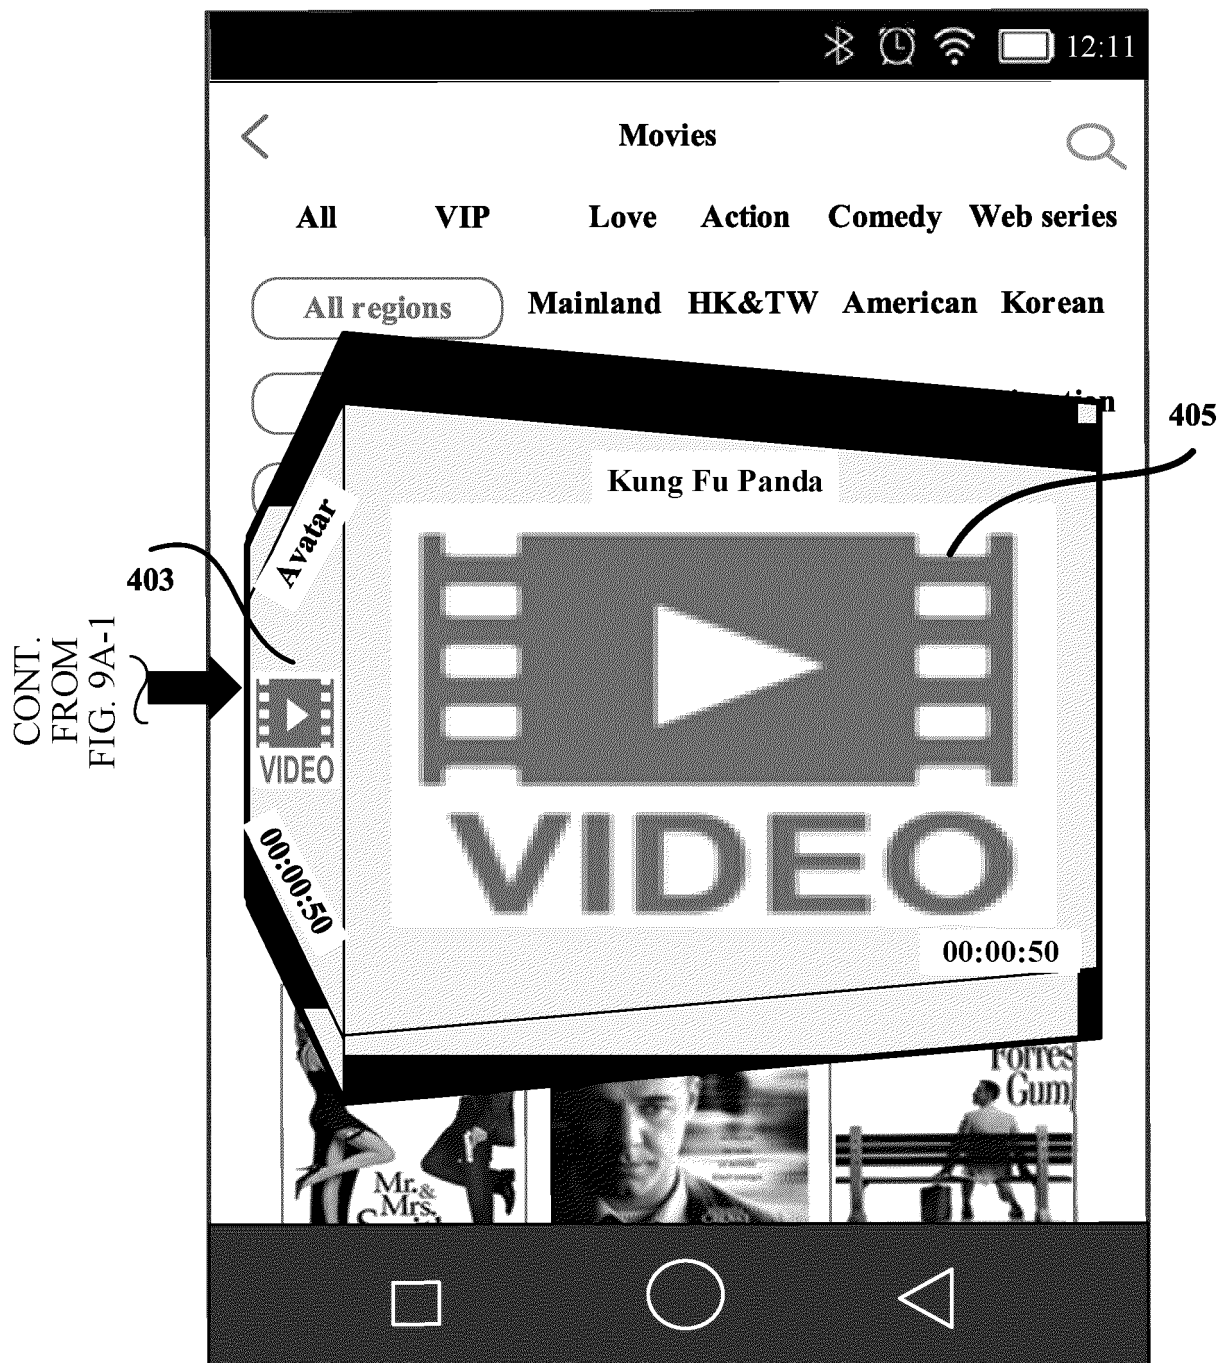 12:11
Movies
All VIP Love Action Comedy Web series
All regions Mainland HK&TW American Korean
405
Kung Fu Panda
Avatar
403
CONT.
FROM
FIG. 9A-1
VIDEO
VIDEO
00:00:50
00:00:50
Gum
Mr.&
Mrs.